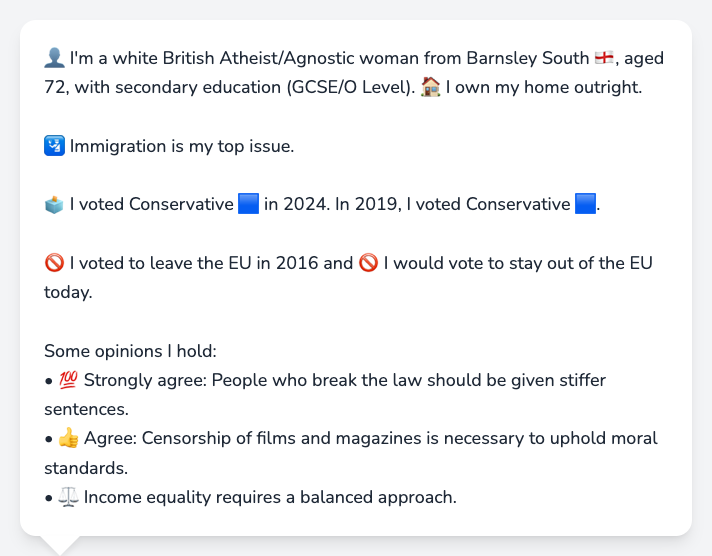 👤 I'm a white British Atheist/Agnostic woman from Barnsley South 🏴󠁧󠁢󠁥󠁮󠁧󠁿, aged
72, with secondary education (GCSE/O Level). 🏠 I own my home outright.
🛂 Immigration is my top issue.
🗳️ I voted Conservative 🟦 in 2024. In 2019, I voted Conservative 🟦.
🚫 I voted to leave the EU in 2016 and 🚫 I would vote to stay out of the EU
today.
Some opinions I hold:
• 💯 Strongly agree: People who break the law should be given stiffer
sentences.
• 👍 Agree: Censorship of films and magazines is necessary to uphold moral
standards.
• ⚖️ Income equality requires a balanced approach.